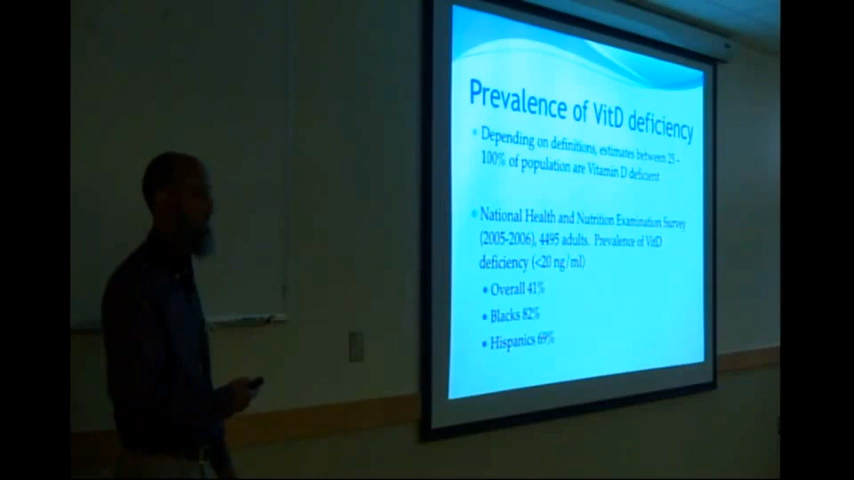 Prevalence of VitD deficiency
Depending on definitions, estimates between 25 -
100% of population are Vitamin D deficient
National Health and Nutrition Examination Survey
(2005-2006), 4495 adults. Prevalence of VitD
deficiency (<20 ng/ml)
Overall 41%
Blacks 82%
Hispanics 69%